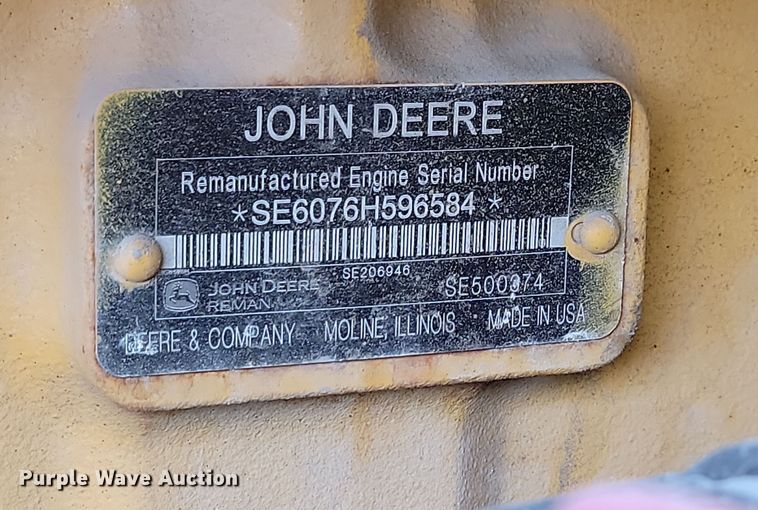 JOHN DEERE
Remanufactured Engine Serial Number
*SE6076H596584 *
SE206946
JOHN DEERE
REMAN
SE500374
DEERE & COMPANY MOLINE, ILLINOIS MADE IN USA
Purple Wave Auction